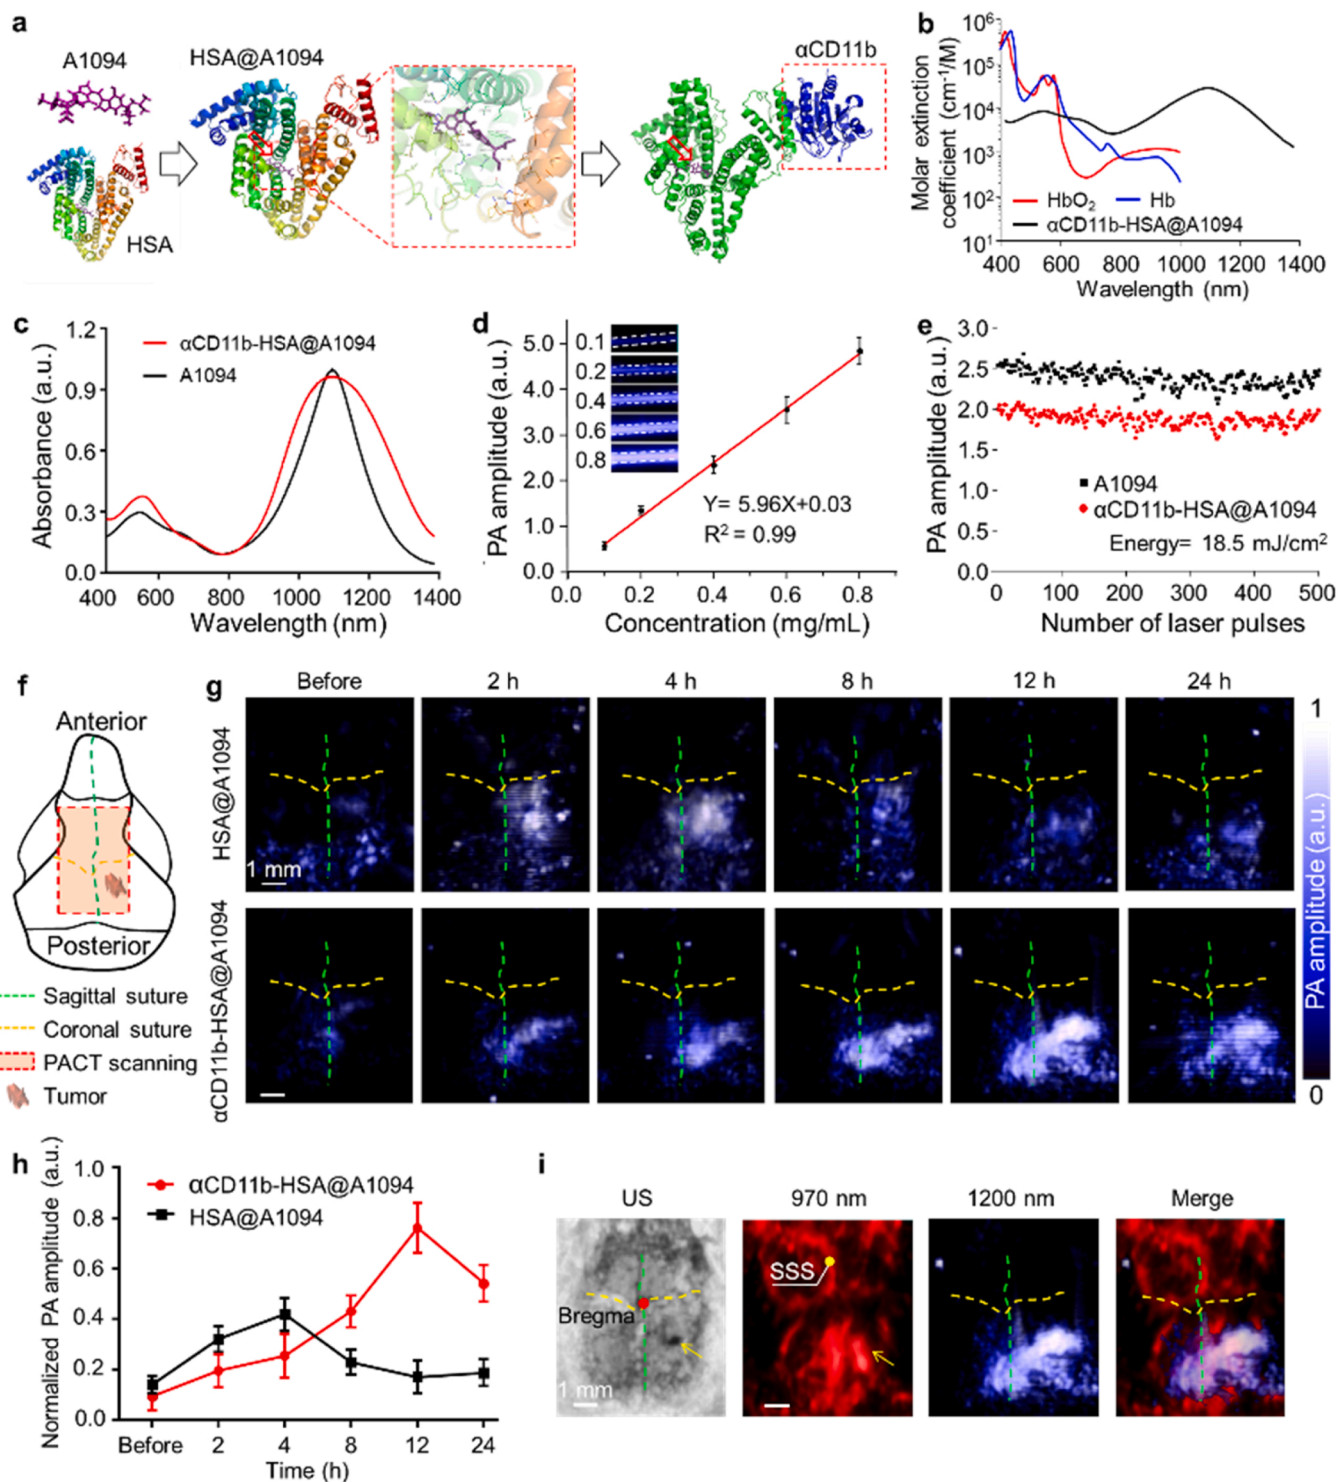 a
A1094
HSA@A1094
αCD11b
HSA
b
Molar extinction
coefficient (cm⁻¹/M)
10⁶
10⁵
10⁴
10³
10²
10¹
HbO₂
Hb
αCD11b-HSA@A1094
400 600 800 1000 1200 1400
Wavelength (nm)
c
Absorbance (a.u.)
1.2
0.9
0.6
0.3
0.0
αCD11b-HSA@A1094
A1094
400 600 800 1000 1200 1400
Wavelength (nm)
d
PA amplitude (a.u.)
5.0
4.0
3.0
2.0
1.0
0.0
0.1
0.2
0.4
0.6
0.8
Y= 5.96X+0.03
R² = 0.99
0.0 0.2 0.4 0.6 0.8
Concentration (mg/mL)
e
PA amplitude (a.u.)
3.0
2.5
2.0
1.5
1.0
0.5
0.0
A1094
αCD11b-HSA@A1094
Energy= 18.5 mJ/cm²
0 100 200 300 400 500
Number of laser pulses
f
Anterior
Posterior
Sagittal suture
Coronal suture
PACT scanning
Tumor
g
Before 2 h 4 h 8 h 12 h 24 h
HSA@A1094
1 mm
αCD11b-HSA@A1094
1
PA amplitude (a.u.)
0
h
Normalized PA amplitude (a.u.)
1.0
0.8
0.6
0.4
0.2
0.0
αCD11b-HSA@A1094
HSA@A1094
Before 2 4 8 12 24
Time (h)
i
US 970 nm 1200 nm Merge
Bregma
1 mm
SSS